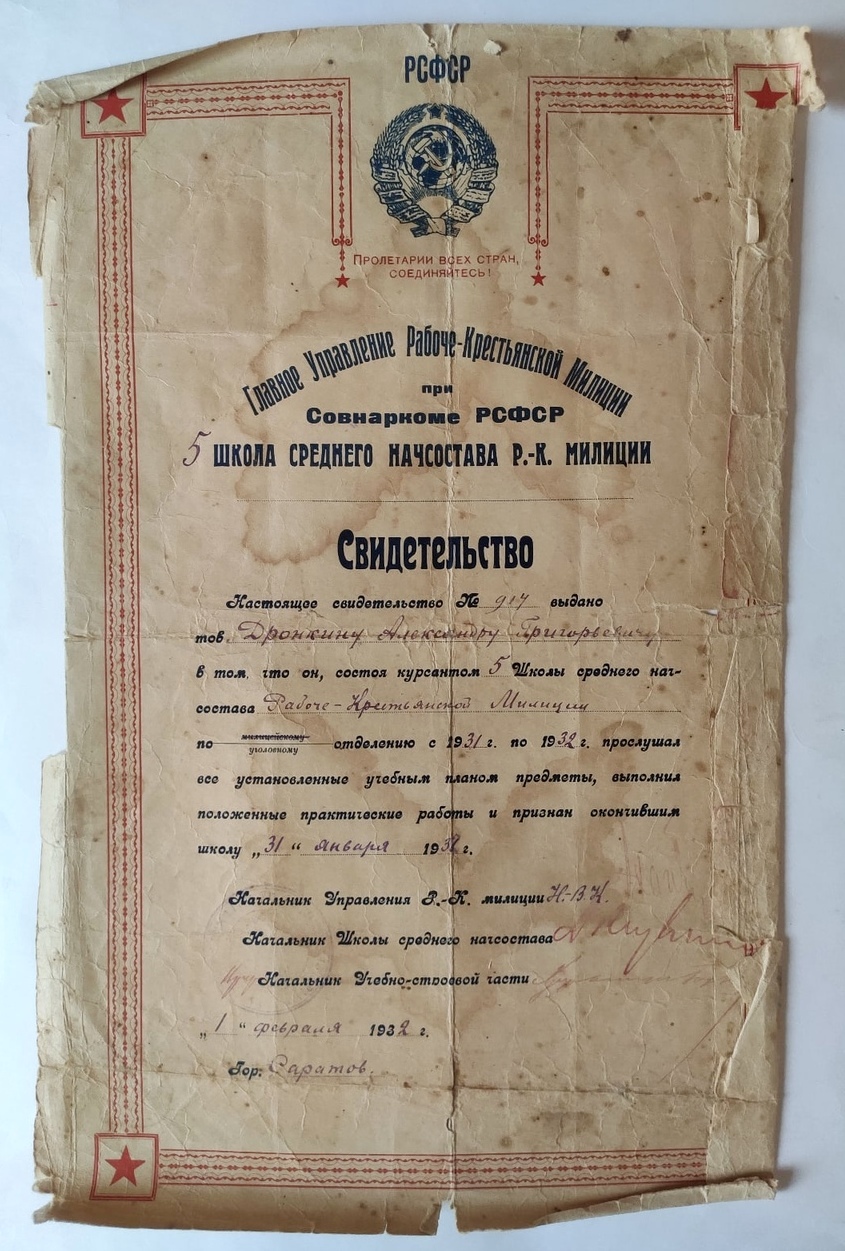 РСФСР
ПРОЛЕТАРИИ ВСЕХ СТРАН,
СОЕДИНЯЙТЕСЬ!
Главное Управление Рабоче-Крестьянской Милиции
при
Совнаркоме РСФСР
5 ШКОЛА СРЕДНЕГО НАЧСОСТАВА Р.-К. МИЛИЦИИ
Свидетельство
Настоящее свидетельство № 917 выдано
тов. Дронкину Александру Григорьевичу
в том, что он, состоя курсантом 5 Школы среднего нач-
состава Рабоче-Крестьянской Милиции
по милицейскому отделению с 1931 г. по 1932 г. прослушал
уголовному
все установленные учебным планом предметы, выполнил
положенные практические работы и признан окончившим
школу „31“ января 1932 г.
Начальник Управления Р.-К. милиции Н.-В.К.
Начальник Школы среднего начсостава
Начальник Учебно-строевой части
„1“ февраля 1932 г.
Гор. Саратов.